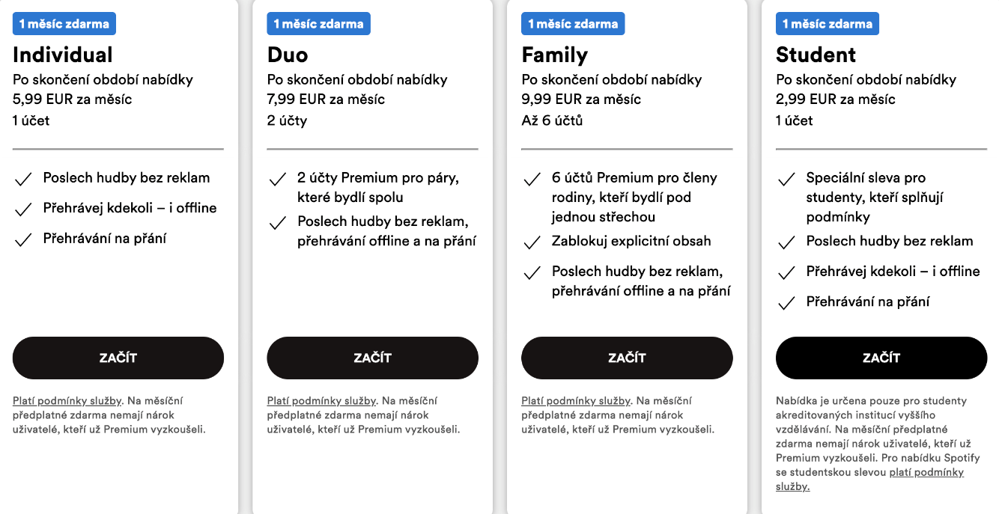 1 měsíc zdarma
Individual
Po skončení období nabídky
5,99 EUR za měsíc
1 účet
Poslech hudby bez reklam
Přehrávej kdekoli – i offline
Přehrávání na přání
ZAČÍT
Platí podmínky služby. Na měsíční
předplatné zdarma nemají nárok
uživatelé, kteří už Premium vyzkoušeli.
1 měsíc zdarma
Duo
Po skončení období nabídky
7,99 EUR za měsíc
2 účty
2 účty Premium pro páry,
které bydlí spolu
Poslech hudby bez reklam,
přehrávání offline a na přání
ZAČÍT
Platí podmínky služby. Na měsíční
předplatné zdarma nemají nárok
uživatelé, kteří už Premium vyzkoušeli.
1 měsíc zdarma
Family
Po skončení období nabídky
9,99 EUR za měsíc
Až 6 účtů
6 účtů Premium pro členy
rodiny, kteří bydlí pod
jednou střechou
Zablokuj explicitní obsah
Poslech hudby bez reklam,
přehrávání offline a na přání
ZAČÍT
Platí podmínky služby. Na měsíční
předplatné zdarma nemají nárok
uživatelé, kteří už Premium vyzkoušeli.
1 měsíc zdarma
Student
Po skončení období nabídky
2,99 EUR za měsíc
1 účet
Speciální sleva pro
studenty, kteří splňují
podmínky
Poslech hudby bez reklam
Přehrávej kdekoli – i offline
Přehrávání na přání
ZAČÍT
Nabídka je určena pouze pro studenty
akreditovaných institucí vyššího
vzdělávání. Na měsíční předplatné
zdarma nemají nárok uživatelé, kteří už
Premium vyzkoušeli. Pro nabídku Spotify
se studentskou slevou platí podmínky
služby.